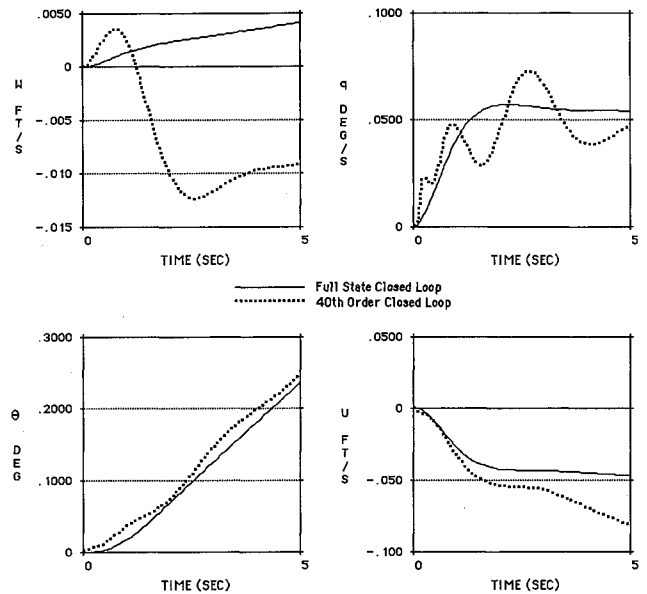 .0050
0
-.005
-.010
-.015
W FT/S
0
5
TIME (SEC)
.1000
.0500
0
q DEG/S
0
5
TIME (SEC)
Full State Closed Loop
40th Order Closed Loop
.3000
.2000
.1000
0
θ DEG
0
5
TIME (SEC)
.0500
0
-.050
-.100
U FT/S
0
5
TIME (SEC)